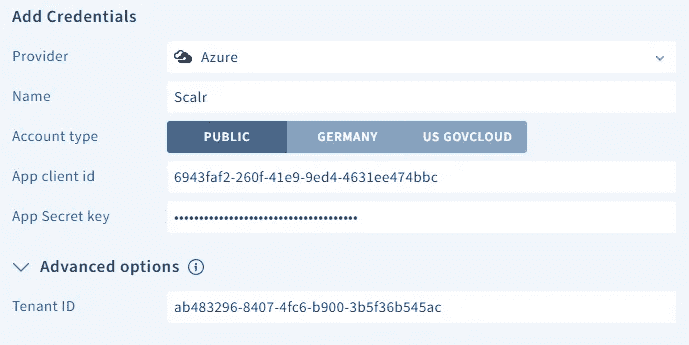 Add Credentials
Provider Azure
Name Scalr
Account type PUBLIC GERMANY US GOVCLOUD
App client id 6943faf2-260f-41e9-9ed4-4631ee474bbc
App Secret key ••••••••••••••••••••••••••••••••••••
Advanced options
Tenant ID ab483296-8407-4fc6-b900-3b5f36b545ac